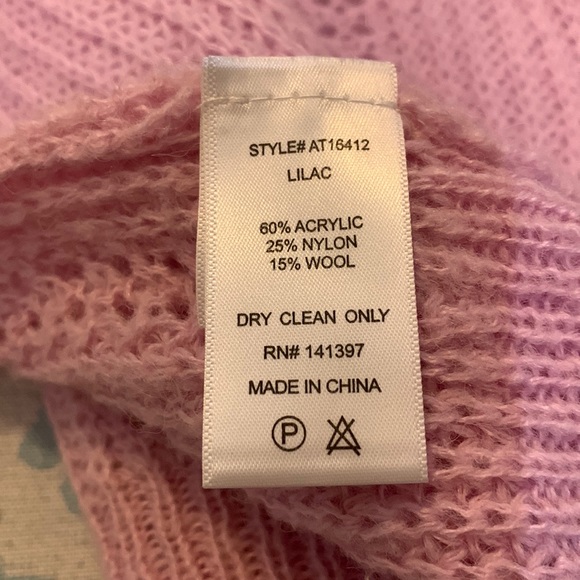 STYLE# AT16412
LILAC
60% ACRYLIC
25% NYLON
15% WOOL
DRY CLEAN ONLY
RN# 141397
MADE IN CHINA
P